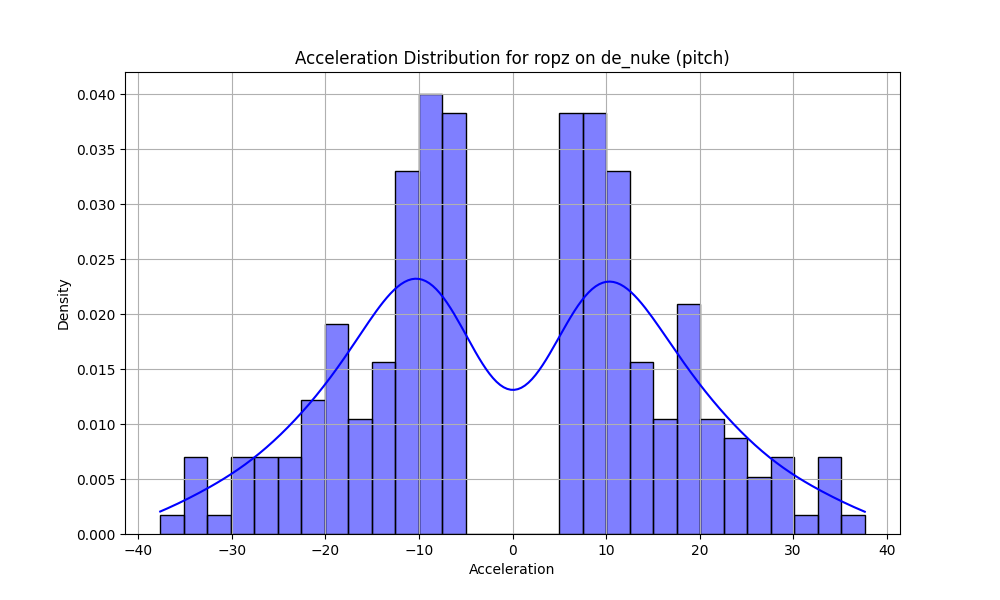 Acceleration Distribution for ropz on de_nuke (pitch)
0.040
0.035
0.030
0.025
0.020
0.015
0.010
0.005
0.000
Density
−40 −30 −20 −10 0 10 20 30 40
Acceleration